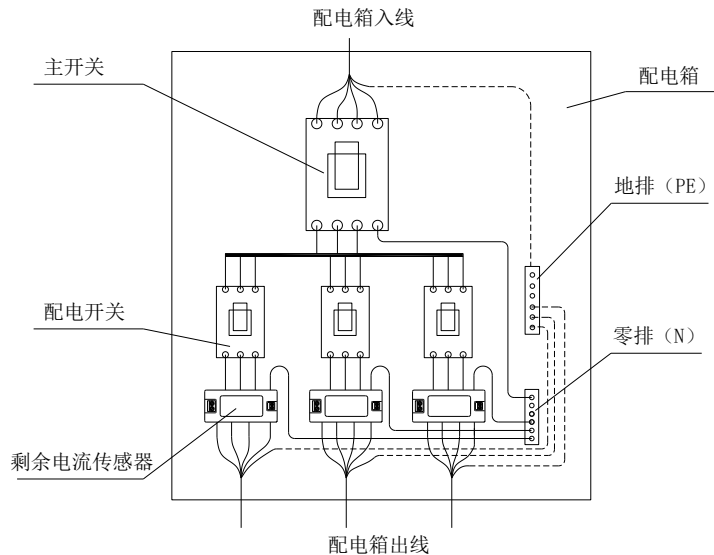 配电箱入线
主开关
配电箱
地排（PE）
配电开关
零排（N）
剩余电流传感器
配电箱出线